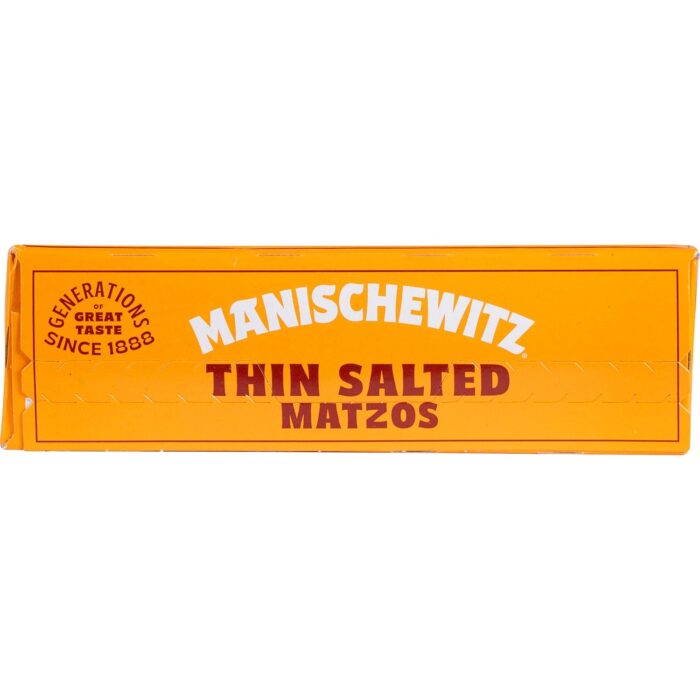 GENERATIONS
OF
GREAT
TASTE
SINCE 1888
MANISCHEWITZ
THIN SALTED
MATZOS